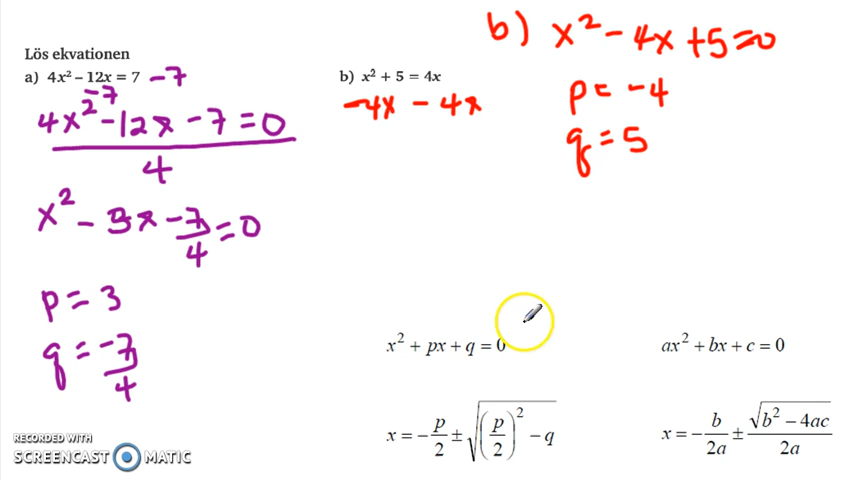 Lös ekvationen
a) 4x² – 12x = 7
-7 -7
4x² - 12x - 7 = 0
4
x² - 3x - 7/4 = 0
p = 3
q = -7/4
b) x² + 5 = 4x
-4x - 4x
b) x² - 4x + 5 = 0
p = -4
q = 5
x² + px + q = 0
x = -p/2 ± √((p/2)² - q)
ax² + bx + c = 0
x = -b/2a ± √(b² - 4ac)/2a
RECORDED WITH
SCREENCAST MATIC